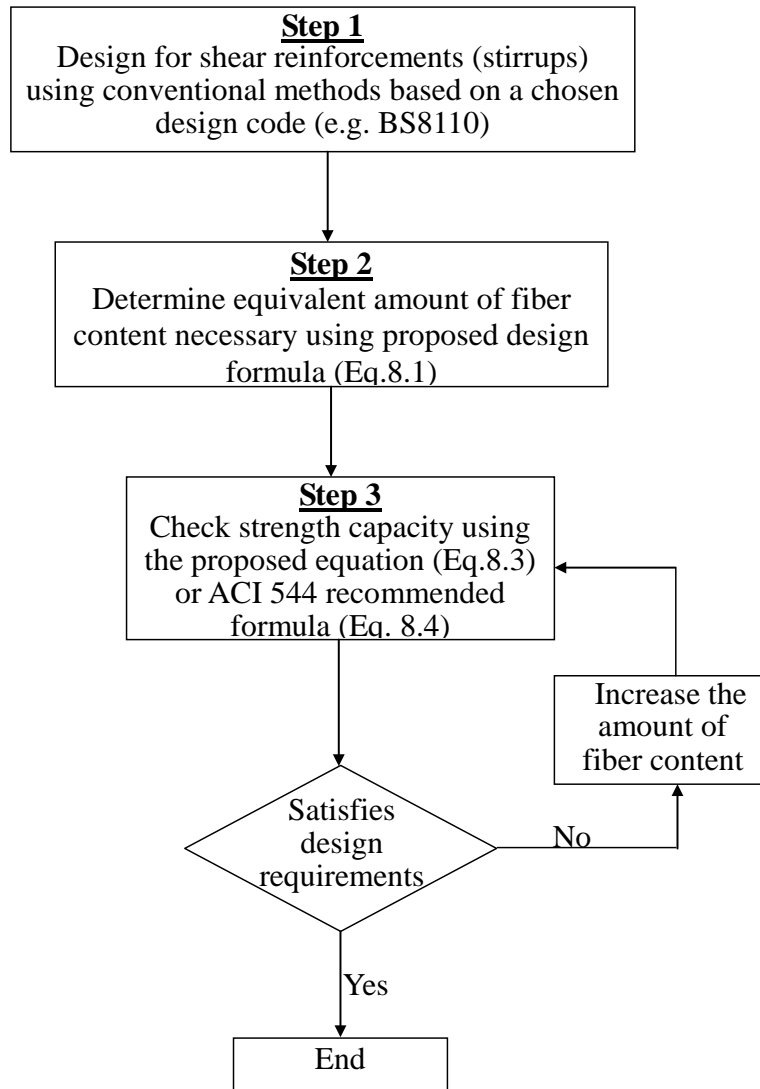 Step 1
Design for shear reinforcements (stirrups)
using conventional methods based on a chosen
design code (e.g. BS8110)
Step 2
Determine equivalent amount of fiber
content necessary using proposed design
formula (Eq.8.1)
Step 3
Check strength capacity using
the proposed equation (Eq.8.3)
or ACI 544 recommended
formula (Eq. 8.4)
Increase the
amount of
fiber content
Satisfies
design
requirements
No
Yes
End